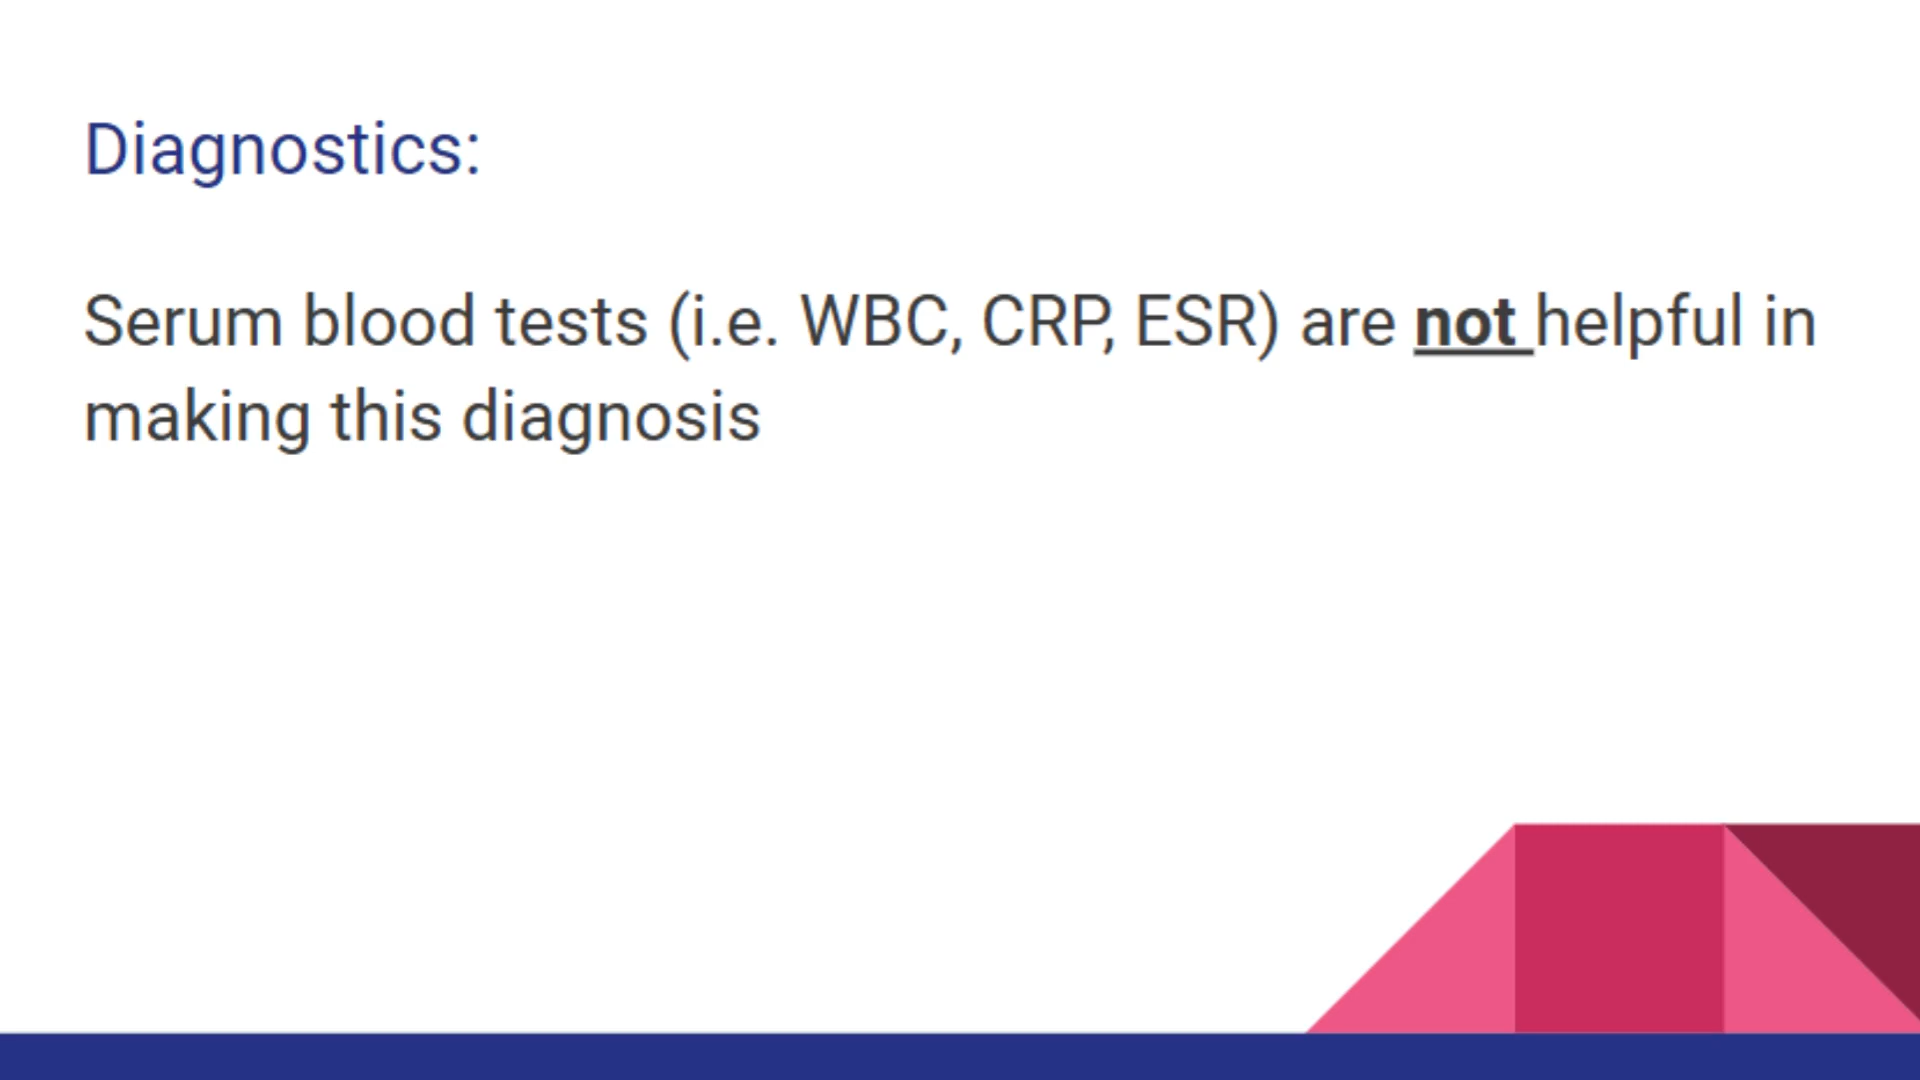 Diagnostics:
Serum blood tests (i.e. WBC, CRP, ESR) are not helpful in
making this diagnosis